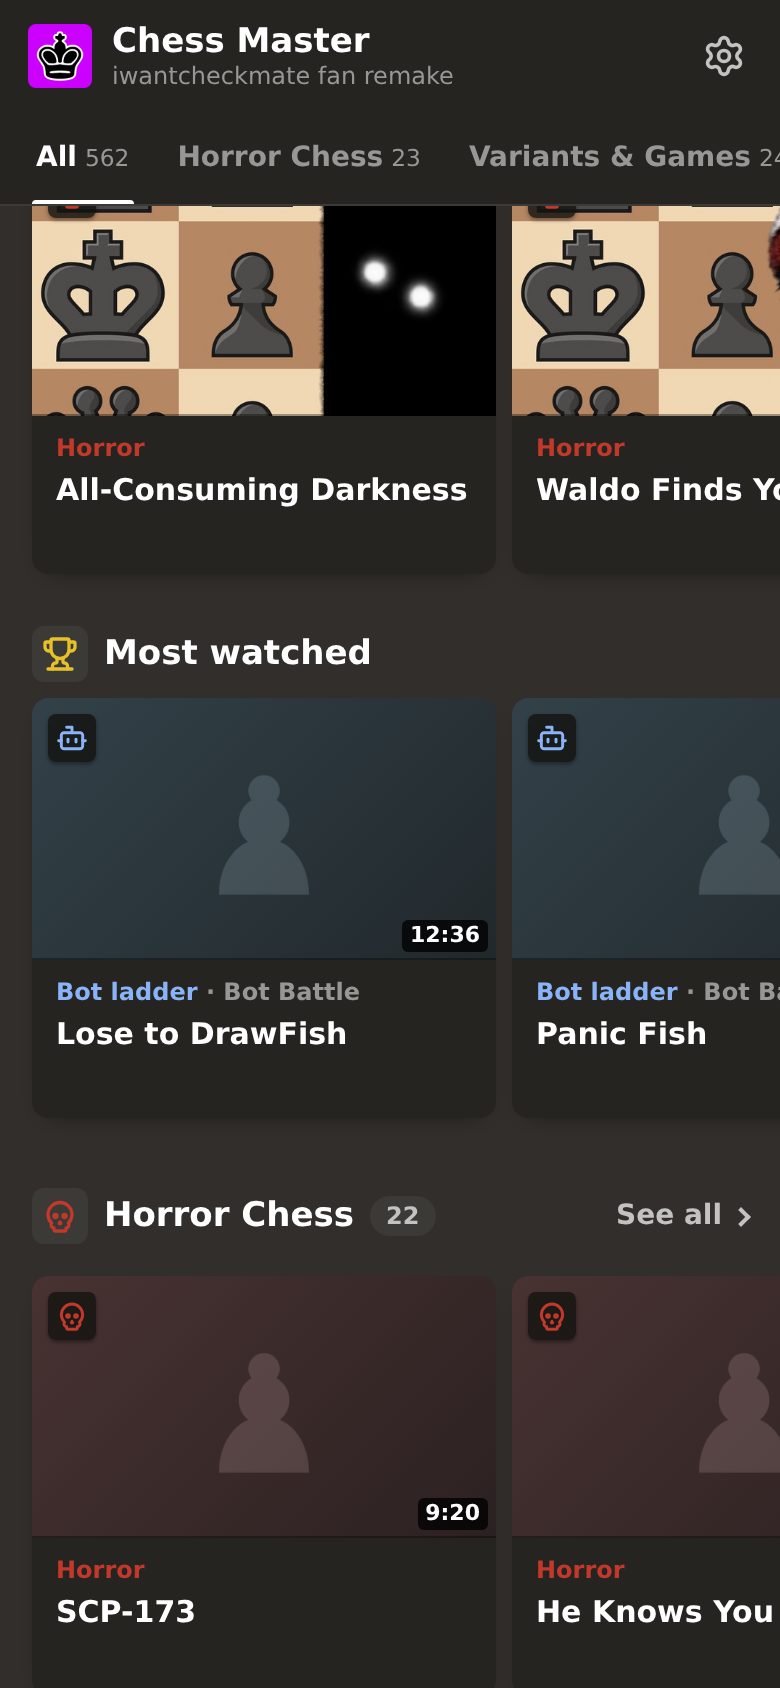 Chess Master
iwantcheckmate fan remake
All 562
Horror Chess 23
Variants & Games
Horror
All-Consuming Darkness
Horror
Waldo Finds
Most watched
12:36
Bot ladder · Bot Battle
Lose to DrawFish
Bot ladder · Bot
Panic Fish
Horror Chess 22
See all
9:20
Horror
SCP-173
Horror
He Knows You